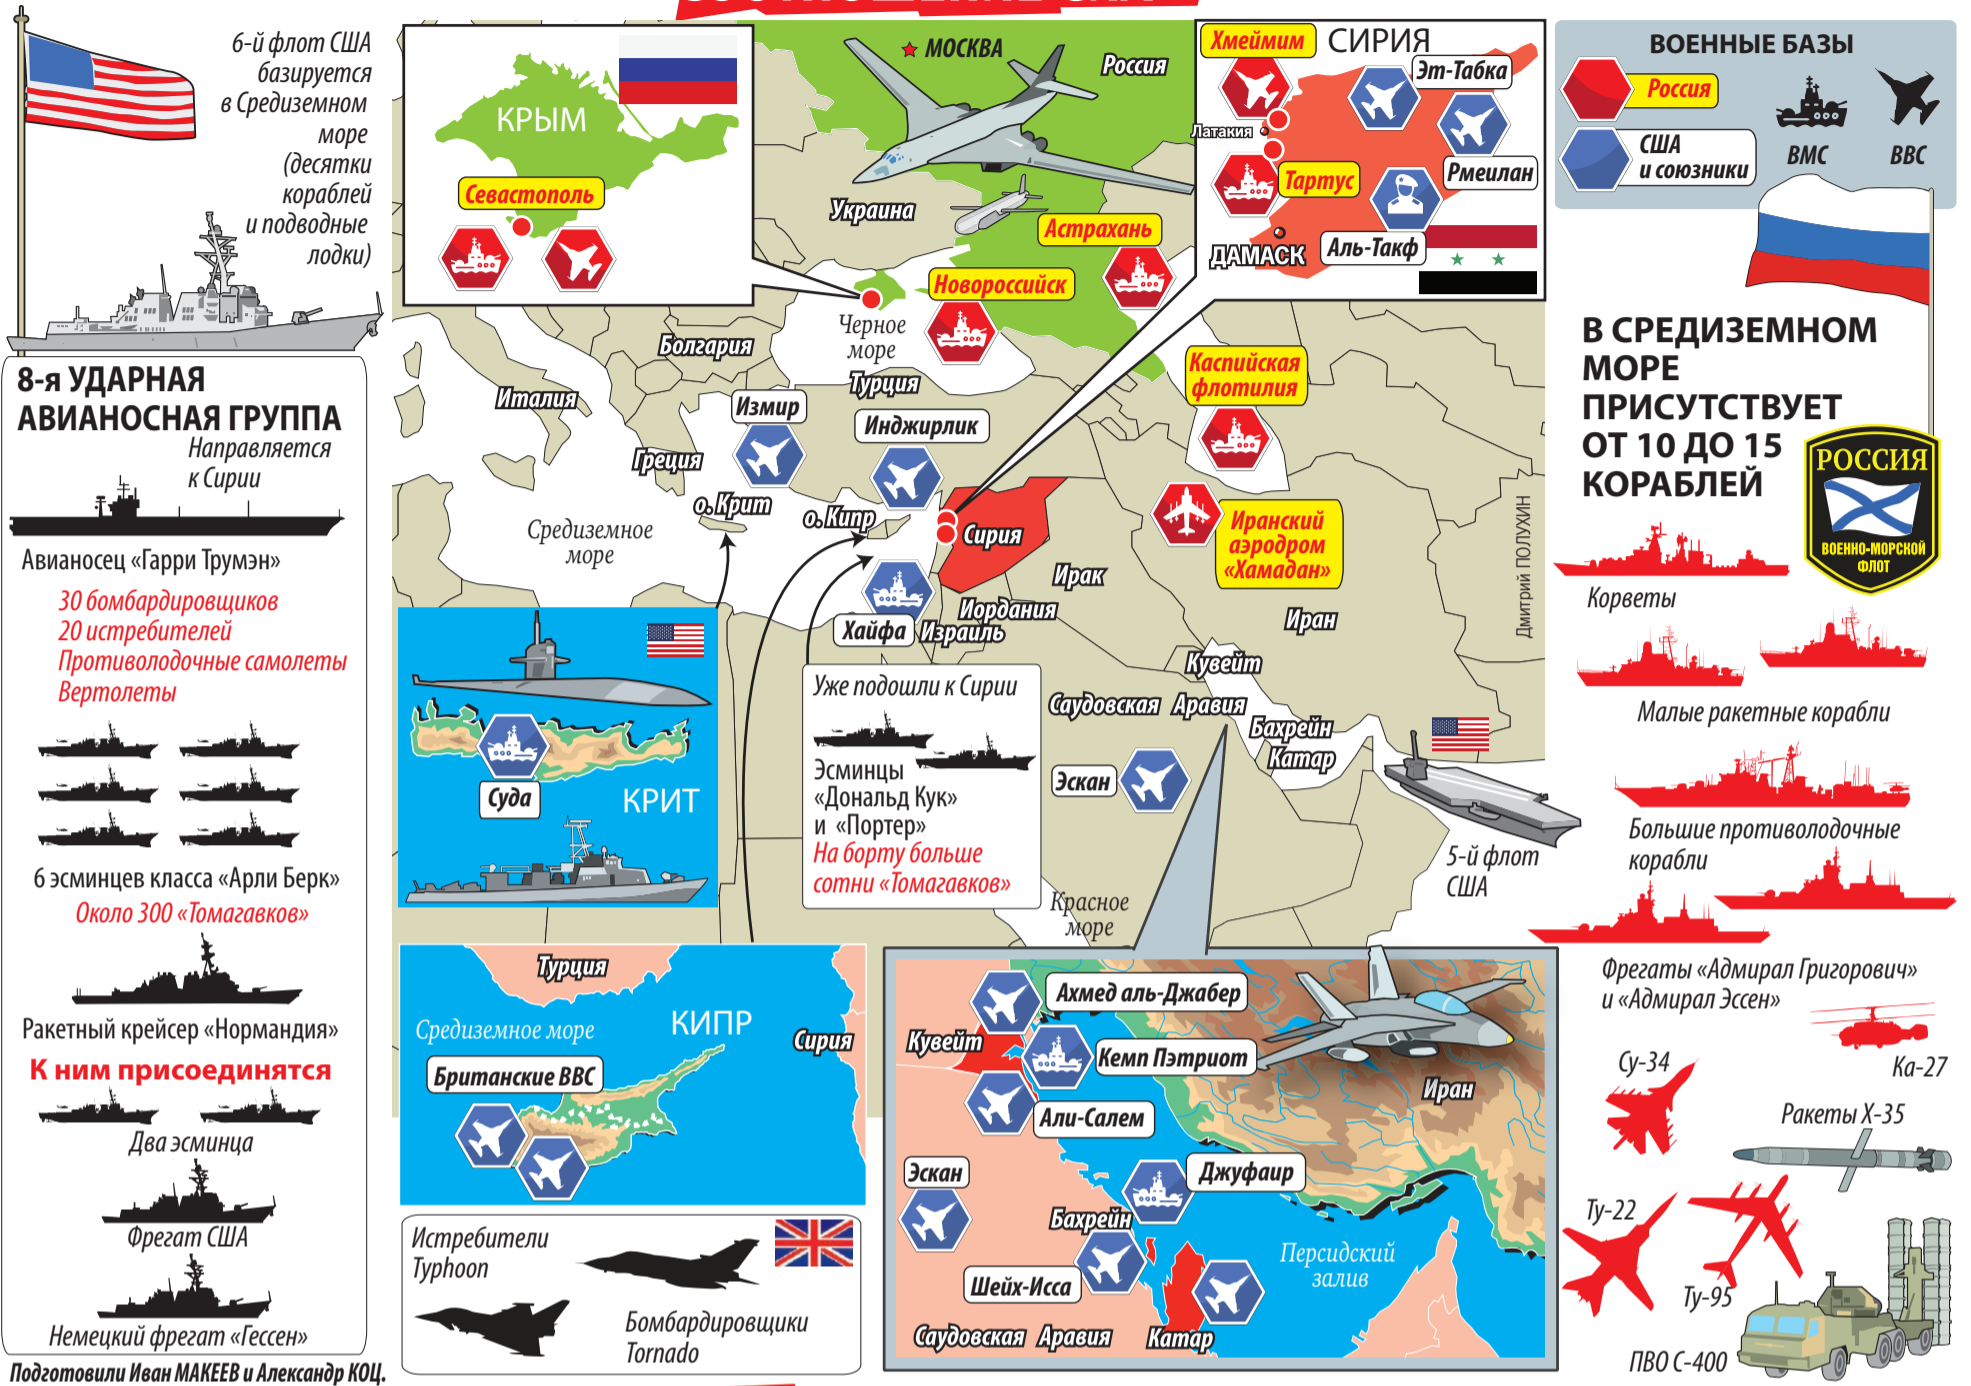 6-й флот США
базируется
в Средиземном
море
(десятки
кораблей
и подводные
лодки)
8-я УДАРНАЯ
АВИАНОСНАЯ ГРУППА
Направляется
к Сирии
Авианосец «Гарри Трумэн»
30 бомбардировщиков
20 истребителей
Противолодочные самолеты
Вертолеты
6 эсминцев класса «Арли Берк»
Около 300 «Томагавков»
Ракетный крейсер «Нормандия»
К ним присоединятся
Два эсминца
Фрегат США
Немецкий фрегат «Гессен»
Подготовили Иван МАКЕЕВ и Александр КОЦ.
КРЫМ
Севастополь
МОСКВА
Россия
Украина
Астрахань
Новороссийск
Черное
море
Болгария
Италия
Турция
Измир
Инджирлик
Греция
о. Крит
о. Кипр
Средиземное
море
Сирия
Каспийская
флотилия
Иранский
аэродром
«Хамадан»
Ирак
Иордания
Израиль
Хайфа
Иран
Кувейт
Саудовская Аравия
Бахрейн
Катар
Эскан
Красное
море
5-й флот
США
Дмитрий ПОЛУХИН
Хмеймим
СИРИЯ
Эт-Табка
Латакия
Рмеилан
Тартус
ДАМАСК
Аль-Такф
Суда
КРИТ
Уже подошли к Сирии
Эсминцы
«Дональд Кук»
и «Портер»
На борту больше
сотни «Томагавков»
Турция
Средиземное море
КИПР
Сирия
Британские ВВС
Истребители
Typhoon
Бомбардировщики
Tornado
Ахмед аль-Джабер
Кувейт
Кемп Пэтриот
Али-Салем
Иран
Эскан
Джуфаир
Бахрейн
Шейх-Исса
Персидский
залив
Саудовская Аравия
Катар
ВОЕННЫЕ БАЗЫ
Россия
США
и союзники
ВМС
ВВС
В СРЕДИЗЕМНОМ
МОРЕ
ПРИСУТСТВУЕТ
ОТ 10 ДО 15
КОРАБЛЕЙ
РОССИЯ
ВОЕННО-МОРСКОЙ
ФЛОТ
Корветы
Малые ракетные корабли
Большие противолодочные
корабли
Фрегаты «Адмирал Григорович»
и «Адмирал Эссен»
Су-34
Ка-27
Ракеты Х-35
Ту-22
Ту-95
ПВО С-400